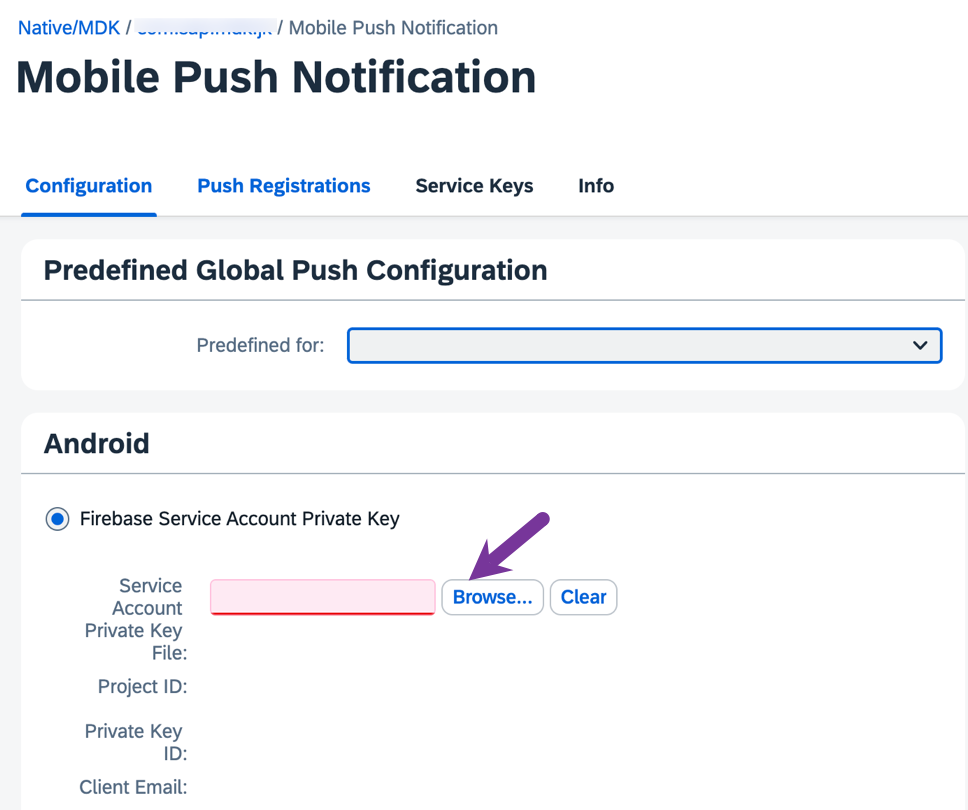 Native/MDK / / Mobile Push Notification
Mobile Push Notification
Configuration Push Registrations Service Keys Info
Predefined Global Push Configuration
Predefined for:
Android
Firebase Service Account Private Key
Service
Account
Private Key
File:
Browse... Clear
Project ID:
Private Key
ID:
Client Email: